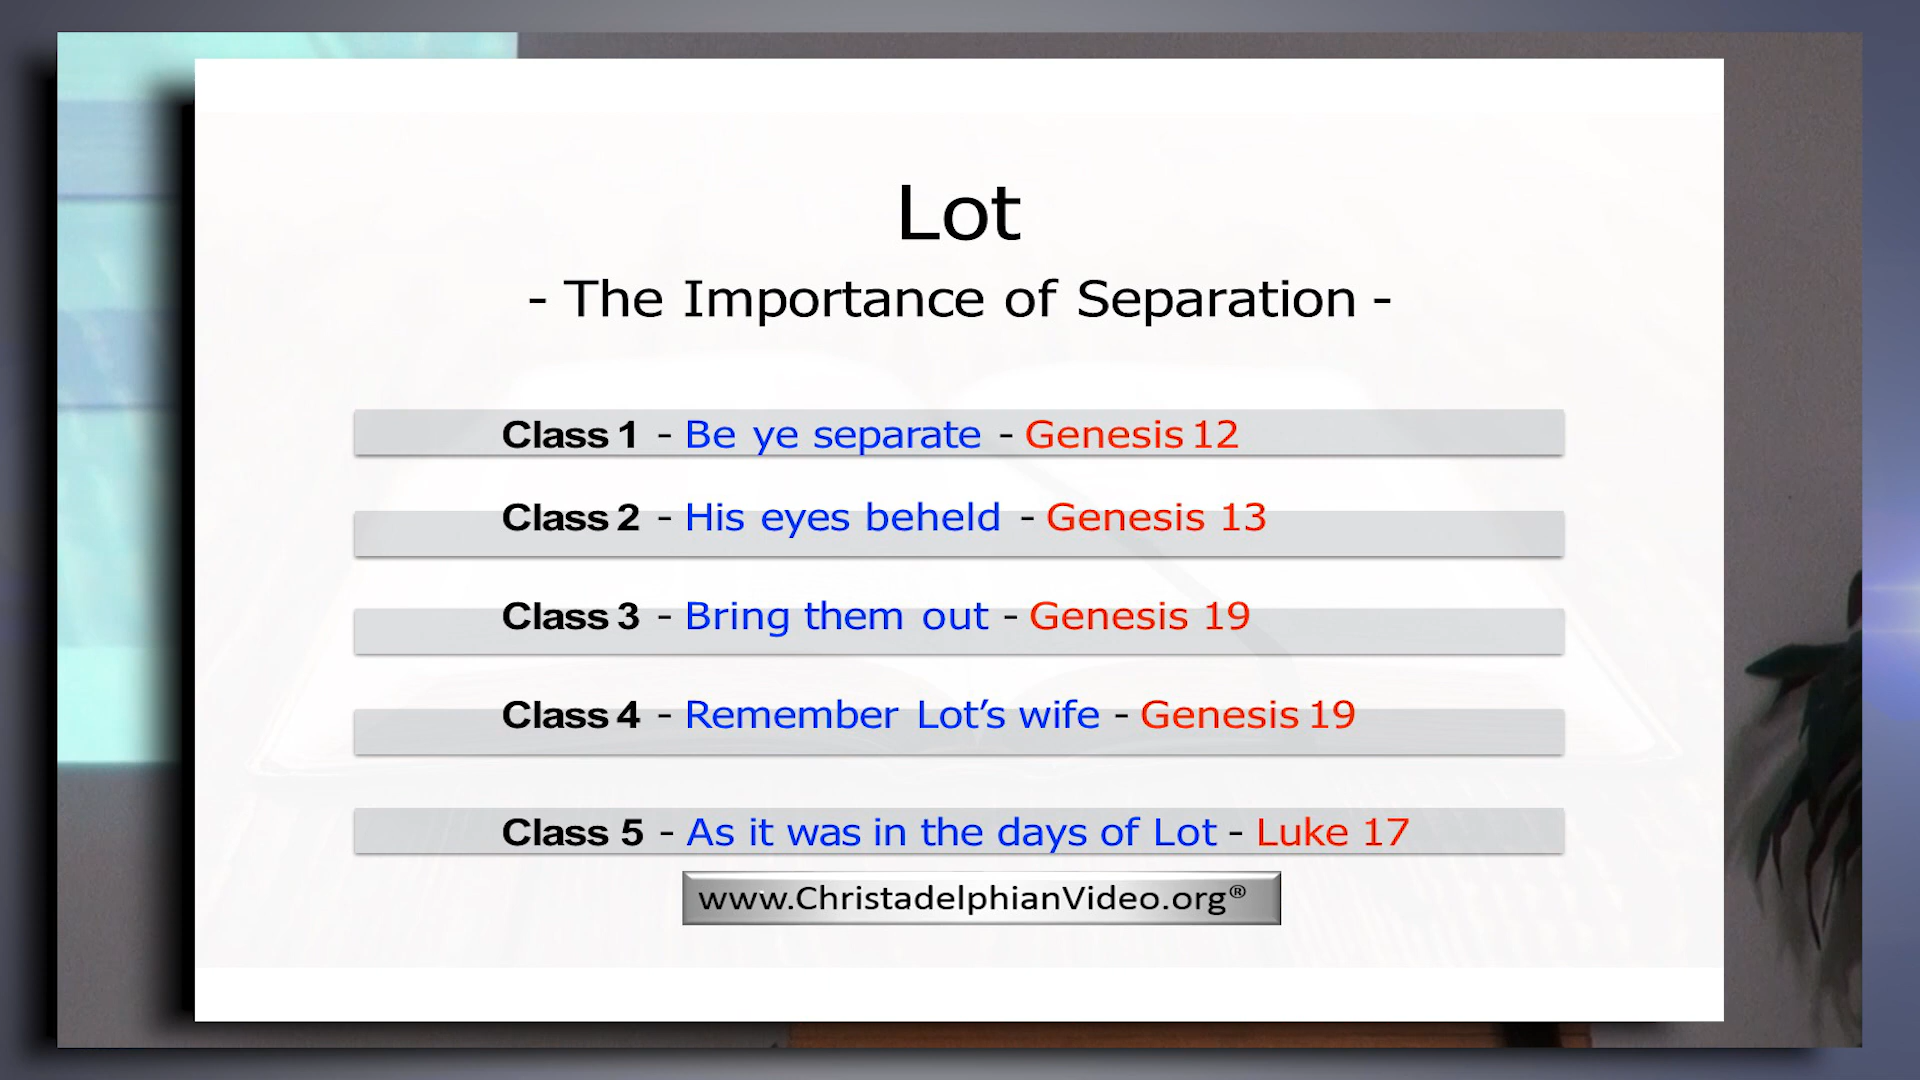 Lot
- The Importance of Separation -
Class 1 - Be ye separate - Genesis 12
Class 2 - His eyes beheld - Genesis 13
Class 3 - Bring them out - Genesis 19
Class 4 - Remember Lot’s wife - Genesis 19
Class 5 - As it was in the days of Lot - Luke 17
www.ChristadelphianVideo.org®